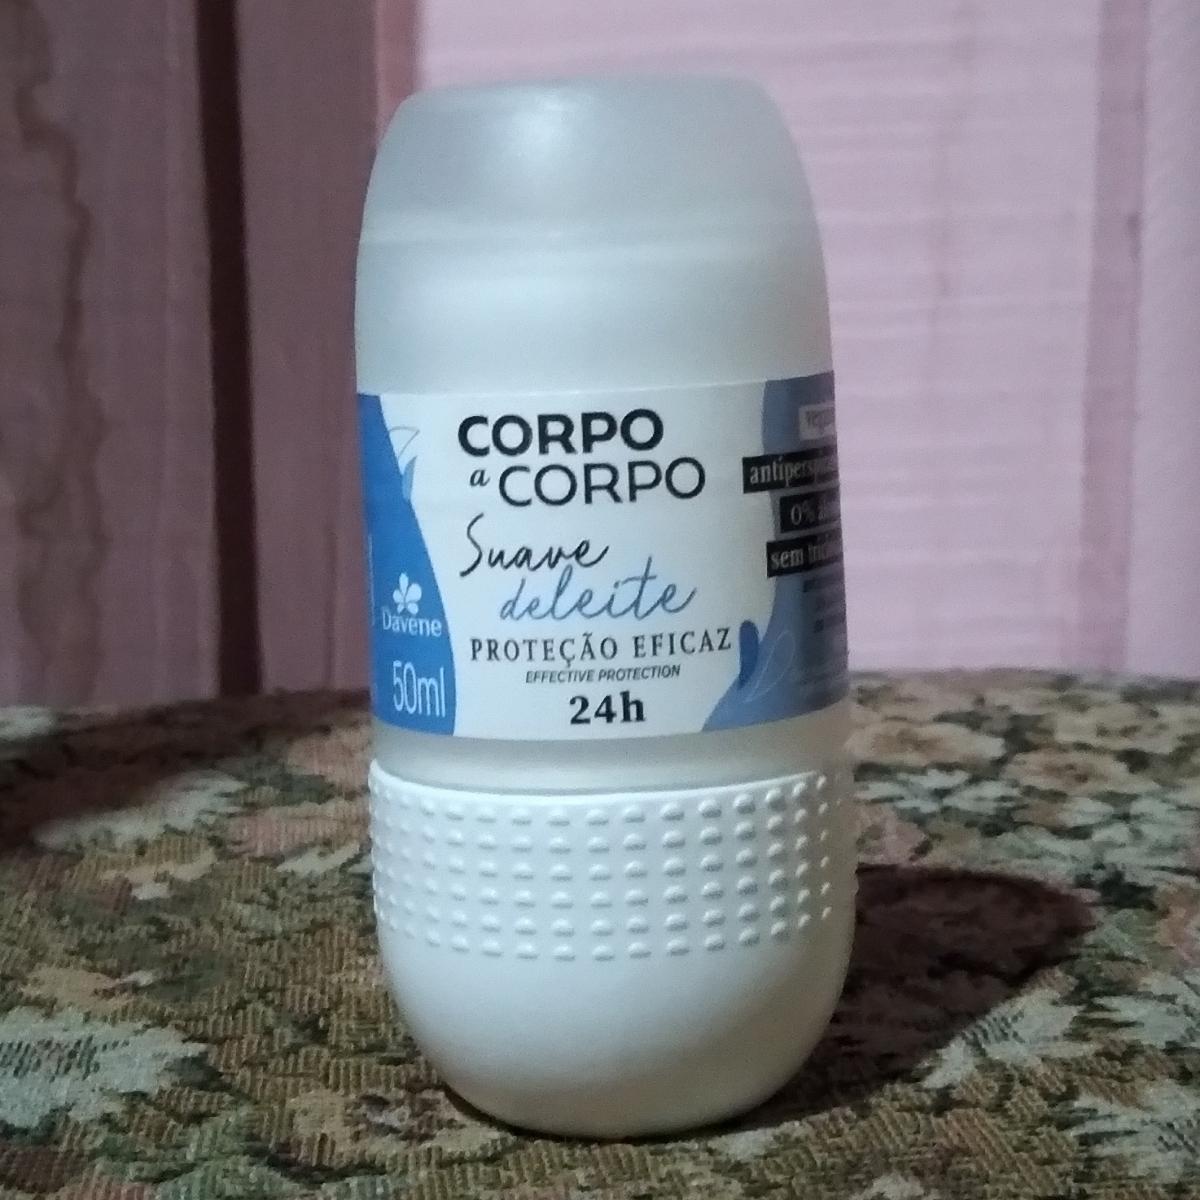 CORPO
a CORPO
Suave
deleite
PROTEÇÃO EFICAZ
EFFECTIVE PROTECTION
24h
Davene
50ml
0%
sem